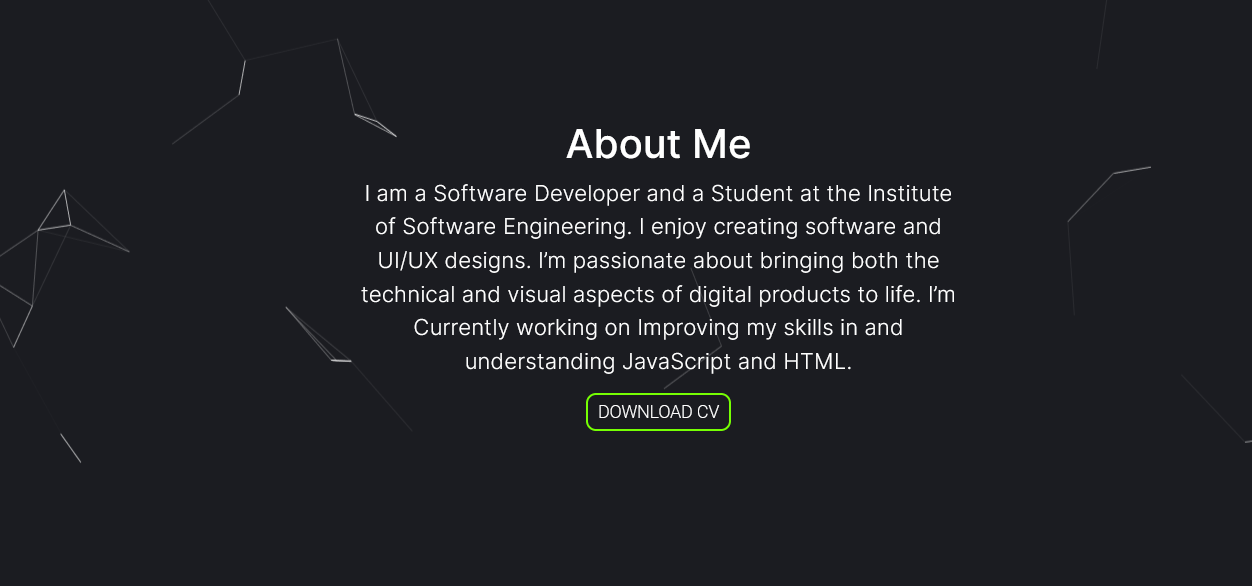 About Me
I am a Software Developer and a Student at the Institute
of Software Engineering. I enjoy creating software and
UI/UX designs. I’m passionate about bringing both the
technical and visual aspects of digital products to life. I’m
Currently working on Improving my skills in and
understanding JavaScript and HTML.
DOWNLOAD CV